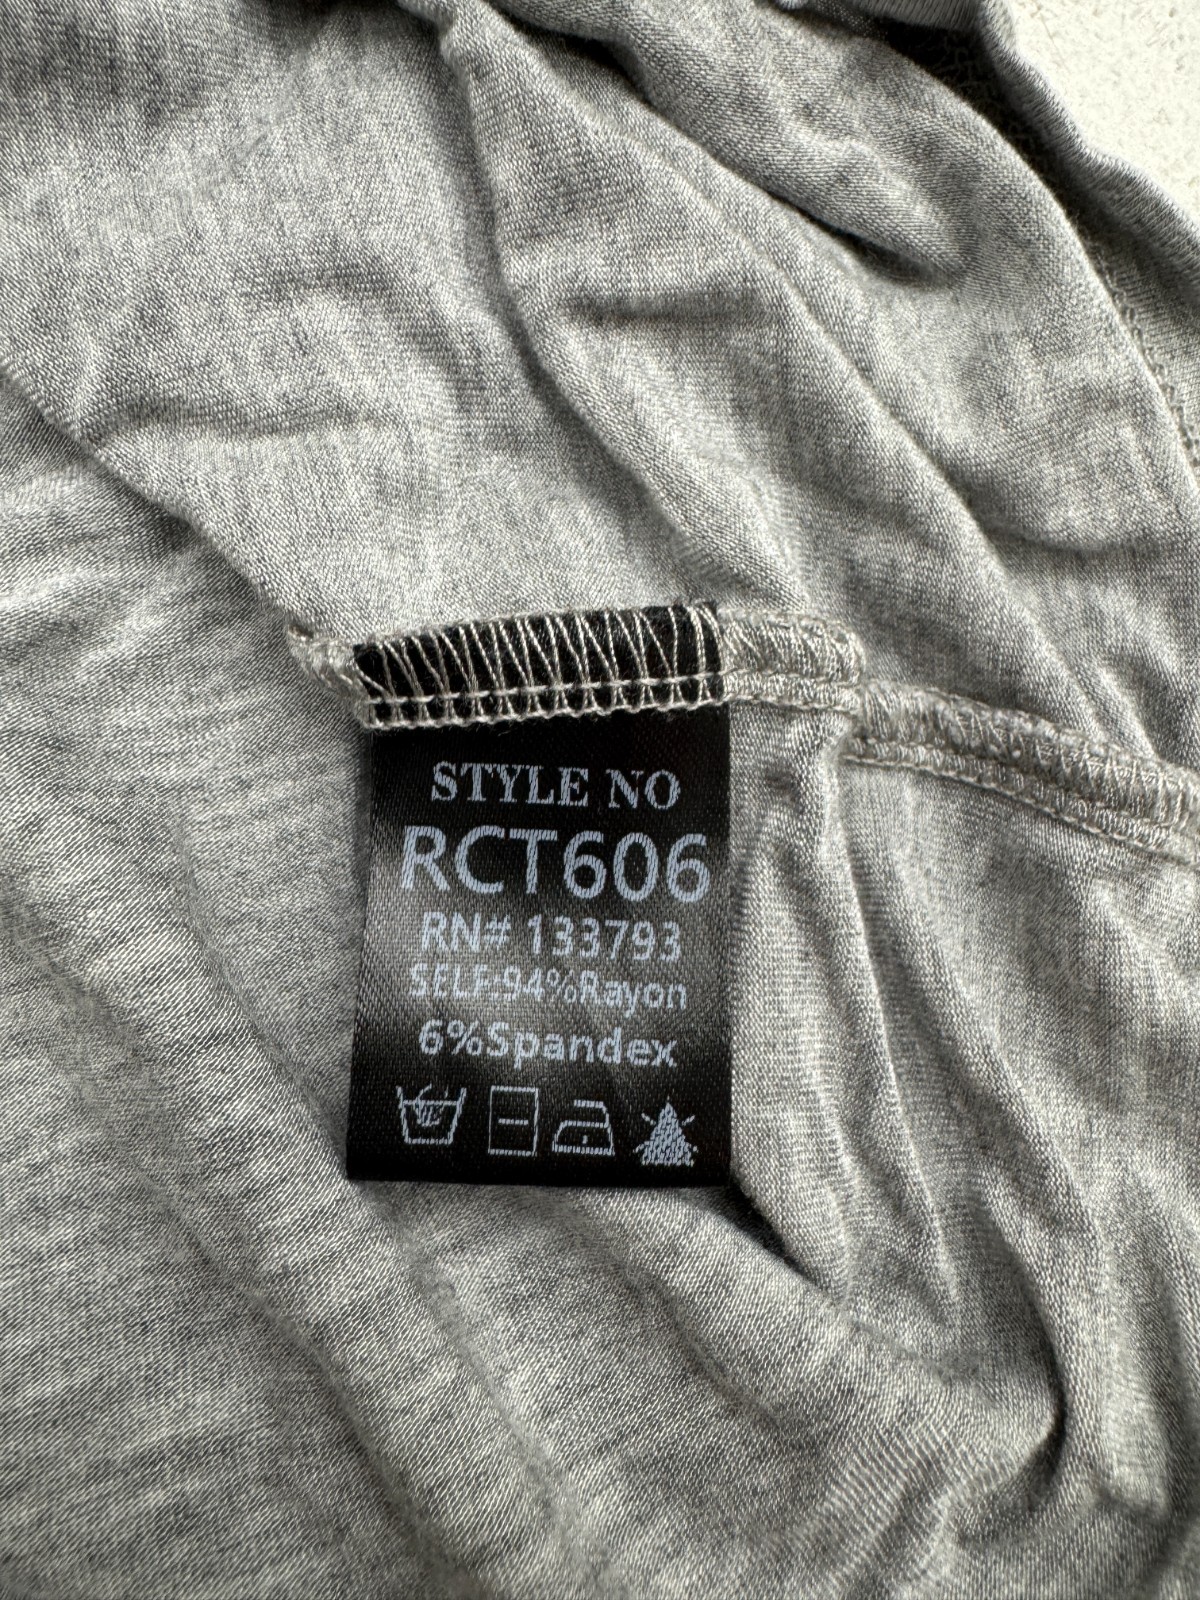 STYLE NO
RCT606
RN# 133793
SELF:94%Rayon
6%Spandex